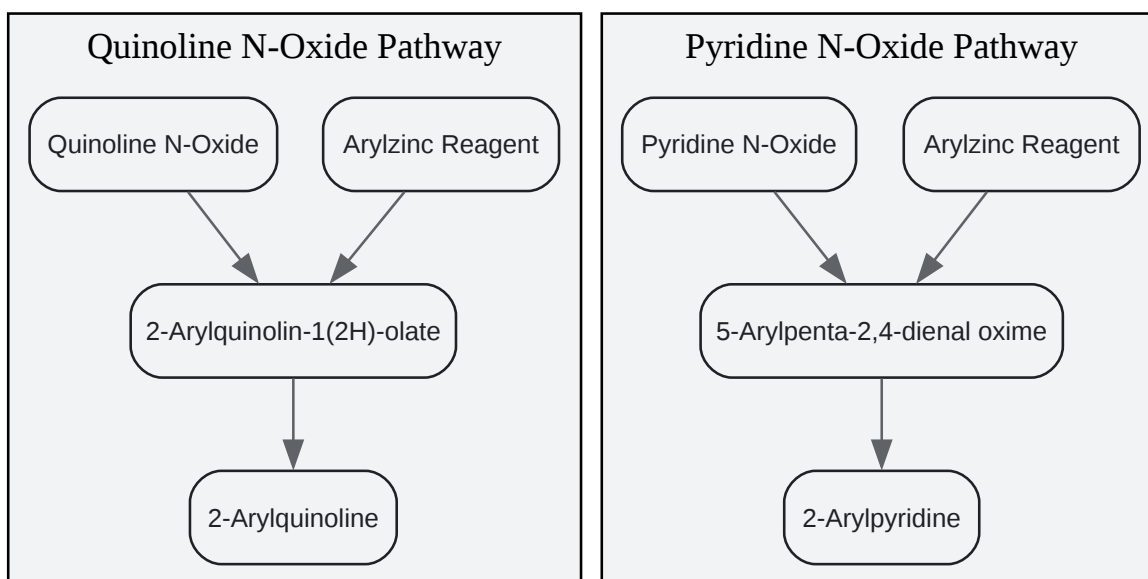 Quinoline N-Oxide Pathway
Quinoline N-Oxide
Arylzinc Reagent
2-Arylquinolin-1(2H)-olate
2-Arylquinoline
Pyridine N-Oxide Pathway
Pyridine N-Oxide
Arylzinc Reagent
5-Arylpenta-2,4-dienal oxime
2-Arylpyridine